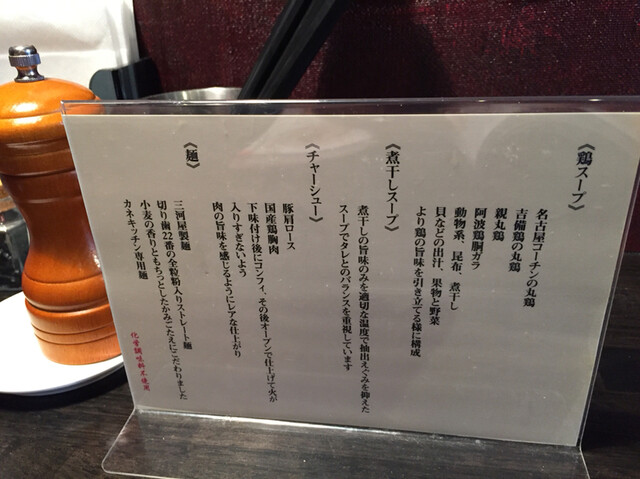 《鶏スープ》
名古屋コーチンの丸鶏
吉備鶏の丸鶏
親丸鶏
阿波鶏胴ガラ
動物系、昆布、煮干し
貝などの出汁、果物と野菜
より鶏の旨味を引き立てる様に構成
《煮干しスープ》
煮干しの旨味のみを適切な温度で抽出えぐみを抑えた
スープでタレとのバランスを重視しています
《チャーシュー》
豚肩ロース
国産鶏胸肉
下味付け後にコンフィ、その後オーブンで仕上げて火が
入りすぎないよう
肉の旨味を感じるようにレアな仕上がり
《麺》
三河屋製麺
切り歯22番の全粒粉入りストレート麺
小麦の香りともちっとしたかみごたえにこだわりました
カネキッチン専用麺
化学調味料不使用